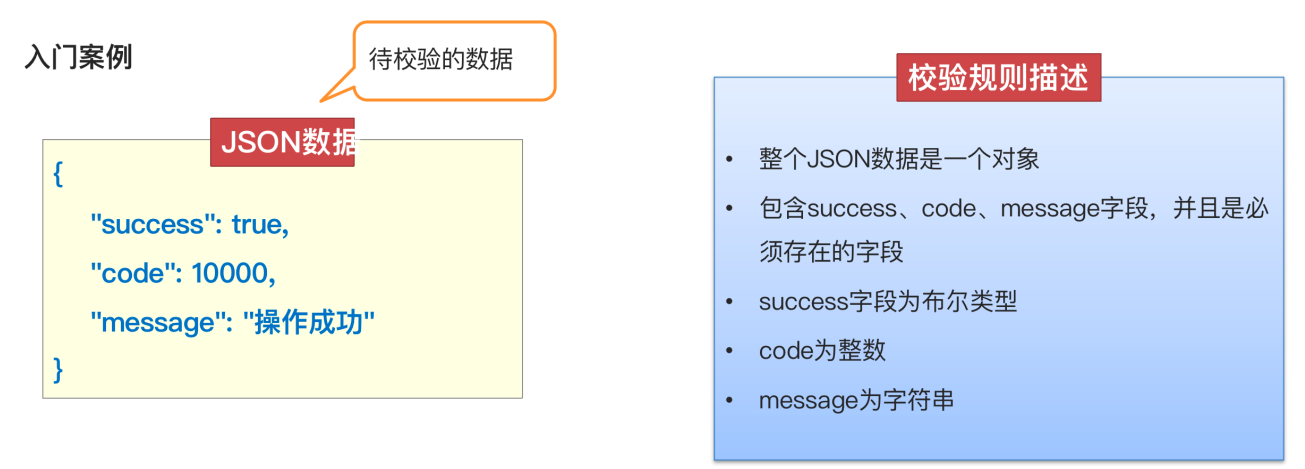 入门案例
待校验的数据
JSON数据
{
"success": true,
"code": 10000,
"message": "操作成功"
}
校验规则描述
• 整个JSON数据是一个对象
• 包含success、code、message字段，并且是必
须存在的字段
• success字段为布尔类型
• code为整数
• message为字符串